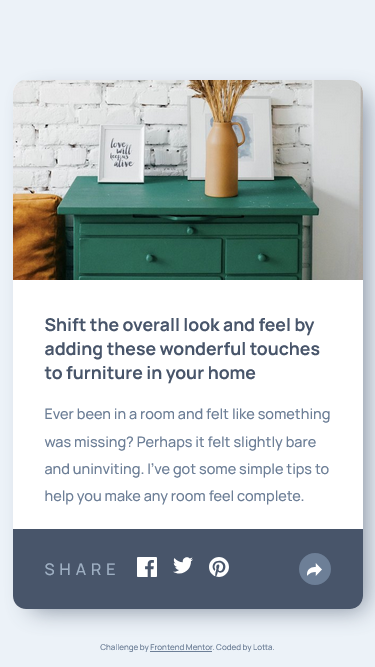 love
will
keep us
alive
Shift the overall look and feel by
adding these wonderful touches
to furniture in your home
Ever been in a room and felt like something
was missing? Perhaps it felt slightly bare
and uninviting. I've got some simple tips to
help you make any room feel complete.
SHARE
Challenge by Frontend Mentor. Coded by Lotta.